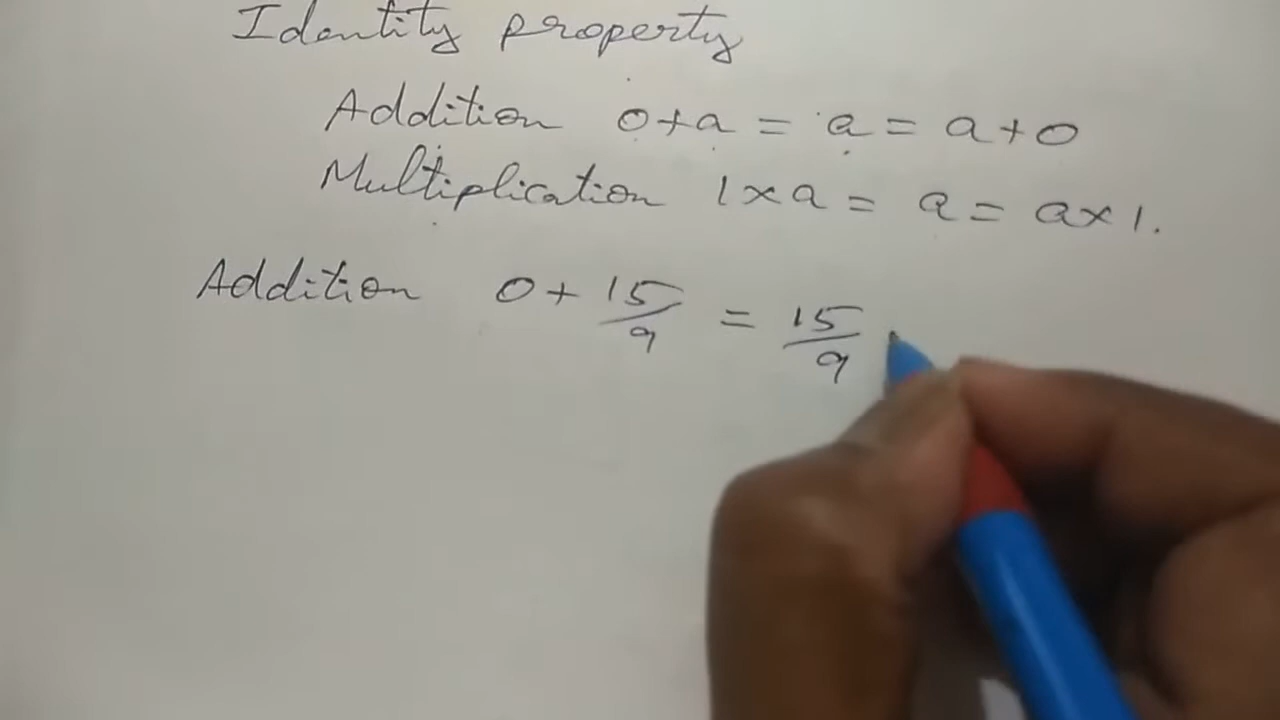 Identity property
Addition 0+a = a = a+0
Multiplication 1×a = a = a×1.
Addition 0+15/9 = 15/9